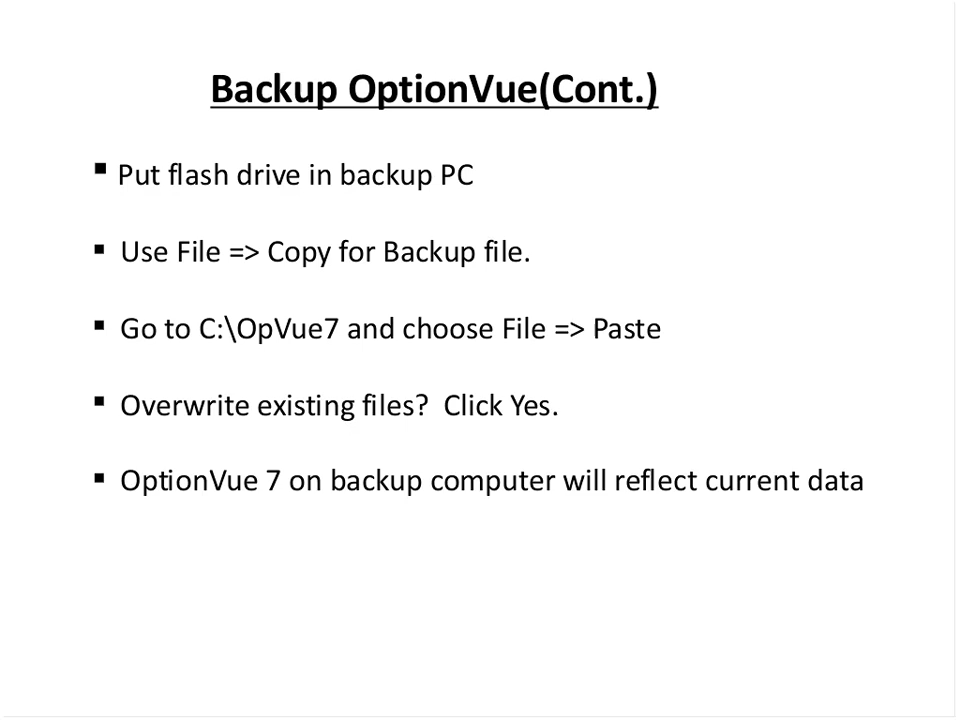 Backup OptionVue(Cont.)
▪ Put flash drive in backup PC
▪ Use File => Copy for Backup file.
▪ Go to C:\OpVue7 and choose File => Paste
▪ Overwrite existing files?  Click Yes.
▪ OptionVue 7 on backup computer will reflect current data